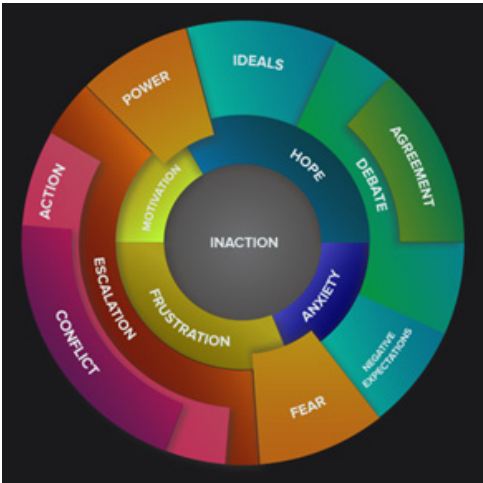 IDEALS
POWER
HOPE
AGREEMENT
DEBATE
MOTIVATION
ACTION
INACTION
ANXIETY
ESCALATION
FRUSTRATION
CONFLICT
NEGATIVE
EXPECTATIONS
FEAR